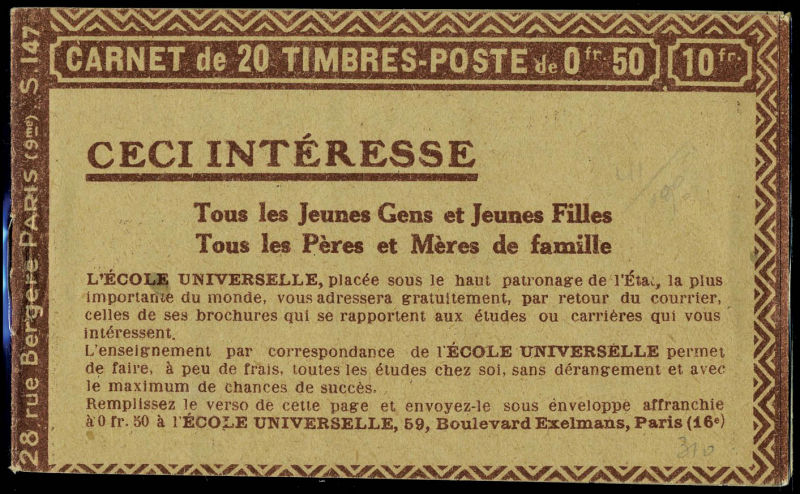 CARNET de 20 TIMBRES-POSTE de 0 fr. 50 10 fr.
28 rue Bergère-PARIS (9me) S. 147
CECI INTÉRESSE
Tous les Jeunes Gens et Jeunes Filles
Tous les Pères et Mères de famille
L'ÉCOLE UNIVERSELLE, placée sous le haut patronage de l'État, la plus
importante du monde, vous adressera gratuitement, par retour du courrier,
celles de ses brochures qui se rapportent aux études ou carrières qui vous
intéressent.
L'enseignement par correspondance de l'ÉCOLE UNIVERSELLE permet
de faire, à peu de frais, toutes les études chez soi, sans dérangement et avec
le maximum de chances de succès.
Remplissez le verso de cette page et envoyez-le sous enveloppe affranchie
à 0 fr. 50 à l'ÉCOLE UNIVERSELLE, 59, Boulevard Exelmans, Paris (16e)
310